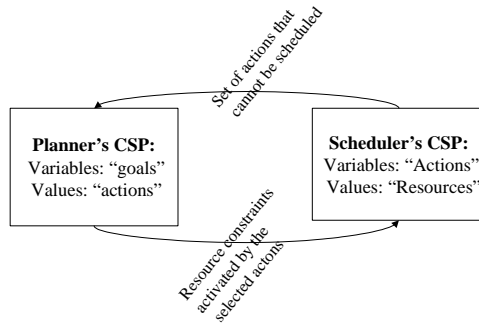 Set of actions that
cannot be scheduled
Planner's CSP:
Variables: “goals”
Values: “actions”
Scheduler's CSP:
Variables: “Actions”
Values: “Resources”
Resource constraints
activated by the
selected actons